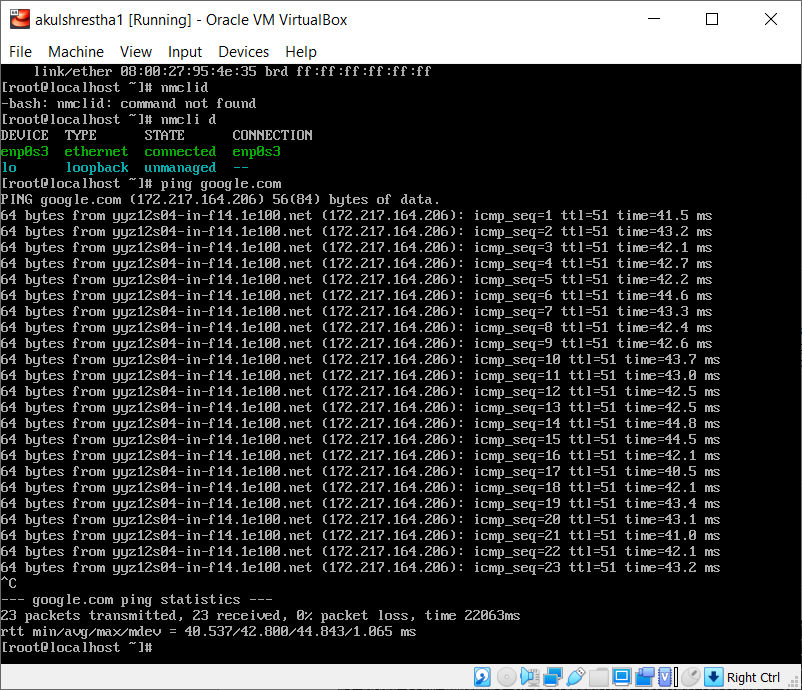 akulshrestha1 [Running] - Oracle VM VirtualBox
File Machine View Input Devices Help
link/ether 08:00:27:95:4e:35 brd ff:ff:ff:ff:ff:ff
[root@localhost ~]# nmclid
-bash: nmclid: command not found
[root@localhost ~]# nmcli d
DEVICE TYPE STATE CONNECTION
enp0s3 ethernet connected enp0s3
lo loopback unmanaged --
[root@localhost ~]# ping google.com
PING google.com (172.217.164.206) 56(84) bytes of data.
64 bytes from yyz12s04-in-f14.1e100.net (172.217.164.206): icmp_seq=1 ttl=51 time=41.5 ms
64 bytes from yyz12s04-in-f14.1e100.net (172.217.164.206): icmp_seq=2 ttl=51 time=43.2 ms
64 bytes from yyz12s04-in-f14.1e100.net (172.217.164.206): icmp_seq=3 ttl=51 time=42.1 ms
64 bytes from yyz12s04-in-f14.1e100.net (172.217.164.206): icmp_seq=4 ttl=51 time=42.7 ms
64 bytes from yyz12s04-in-f14.1e100.net (172.217.164.206): icmp_seq=5 ttl=51 time=42.2 ms
64 bytes from yyz12s04-in-f14.1e100.net (172.217.164.206): icmp_seq=6 ttl=51 time=44.6 ms
64 bytes from yyz12s04-in-f14.1e100.net (172.217.164.206): icmp_seq=7 ttl=51 time=43.3 ms
64 bytes from yyz12s04-in-f14.1e100.net (172.217.164.206): icmp_seq=8 ttl=51 time=42.4 ms
64 bytes from yyz12s04-in-f14.1e100.net (172.217.164.206): icmp_seq=9 ttl=51 time=42.6 ms
64 bytes from yyz12s04-in-f14.1e100.net (172.217.164.206): icmp_seq=10 ttl=51 time=43.7 ms
64 bytes from yyz12s04-in-f14.1e100.net (172.217.164.206): icmp_seq=11 ttl=51 time=43.0 ms
64 bytes from yyz12s04-in-f14.1e100.net (172.217.164.206): icmp_seq=12 ttl=51 time=42.5 ms
64 bytes from yyz12s04-in-f14.1e100.net (172.217.164.206): icmp_seq=13 ttl=51 time=42.5 ms
64 bytes from yyz12s04-in-f14.1e100.net (172.217.164.206): icmp_seq=14 ttl=51 time=44.8 ms
64 bytes from yyz12s04-in-f14.1e100.net (172.217.164.206): icmp_seq=15 ttl=51 time=44.5 ms
64 bytes from yyz12s04-in-f14.1e100.net (172.217.164.206): icmp_seq=16 ttl=51 time=42.1 ms
64 bytes from yyz12s04-in-f14.1e100.net (172.217.164.206): icmp_seq=17 ttl=51 time=40.5 ms
64 bytes from yyz12s04-in-f14.1e100.net (172.217.164.206): icmp_seq=18 ttl=51 time=42.1 ms
64 bytes from yyz12s04-in-f14.1e100.net (172.217.164.206): icmp_seq=19 ttl=51 time=43.4 ms
64 bytes from yyz12s04-in-f14.1e100.net (172.217.164.206): icmp_seq=20 ttl=51 time=43.1 ms
64 bytes from yyz12s04-in-f14.1e100.net (172.217.164.206): icmp_seq=21 ttl=51 time=41.0 ms
64 bytes from yyz12s04-in-f14.1e100.net (172.217.164.206): icmp_seq=22 ttl=51 time=42.1 ms
64 bytes from yyz12s04-in-f14.1e100.net (172.217.164.206): icmp_seq=23 ttl=51 time=43.2 ms
^C
--- google.com ping statistics ---
23 packets transmitted, 23 received, 0% packet loss, time 22063ms
rtt min/avg/max/mdev = 40.537/42.800/44.843/1.065 ms
[root@localhost ~]#
Right Ctrl